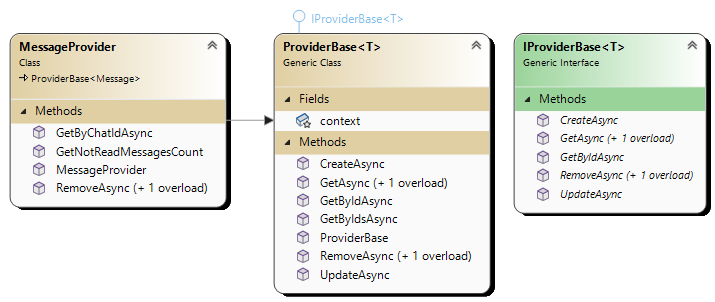 IProviderBase<T>
MessageProvider
Class
ProviderBase<Message>
Methods
GetByChatIdAsync
GetNotReadMessagesCount
MessageProvider
RemoveAsync (+ 1 overload)
ProviderBase<T>
Generic Class
Fields
context
Methods
CreateAsync
GetAsync (+ 1 overload)
GetByIdAsync
GetByIdsAsync
ProviderBase
RemoveAsync (+ 1 overload)
UpdateAsync
IProviderBase<T>
Generic Interface
Methods
CreateAsync
GetAsync (+ 1 overload)
GetByIdAsync
RemoveAsync (+ 1 overload)
UpdateAsync